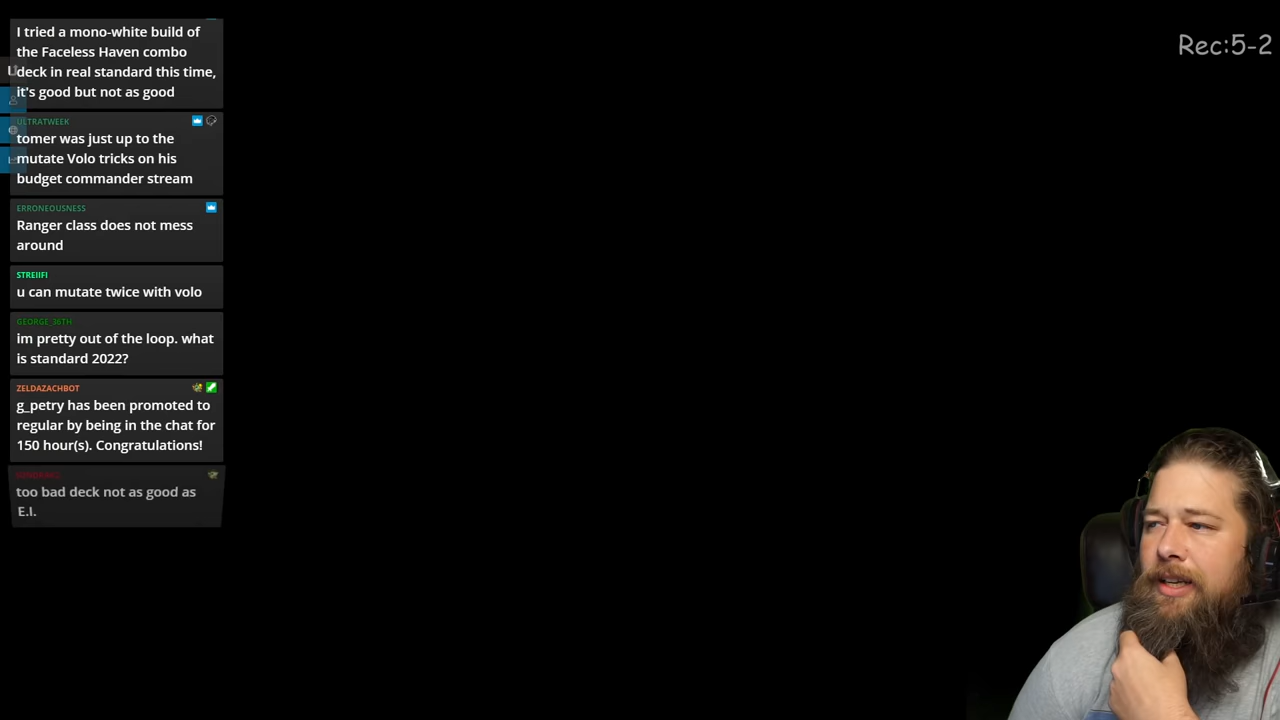 Rec:5-2
I tried a mono-white build of
the Faceless Haven combo
deck in real standard this time,
it's good but not as good
ULTRATWEEK
tomer was just up to the
mutate Volo tricks on his
budget commander stream
ERRONEOUSNESS
Ranger class does not mess
around
STREIIFI
u can mutate twice with volo
GEORGE_36TH
im pretty out of the loop. what
is standard 2022?
ZELDAZACHBOT
g_petry has been promoted to
regular by being in the chat for
150 hour(s). Congratulations!
too bad deck not as good as
E.I.